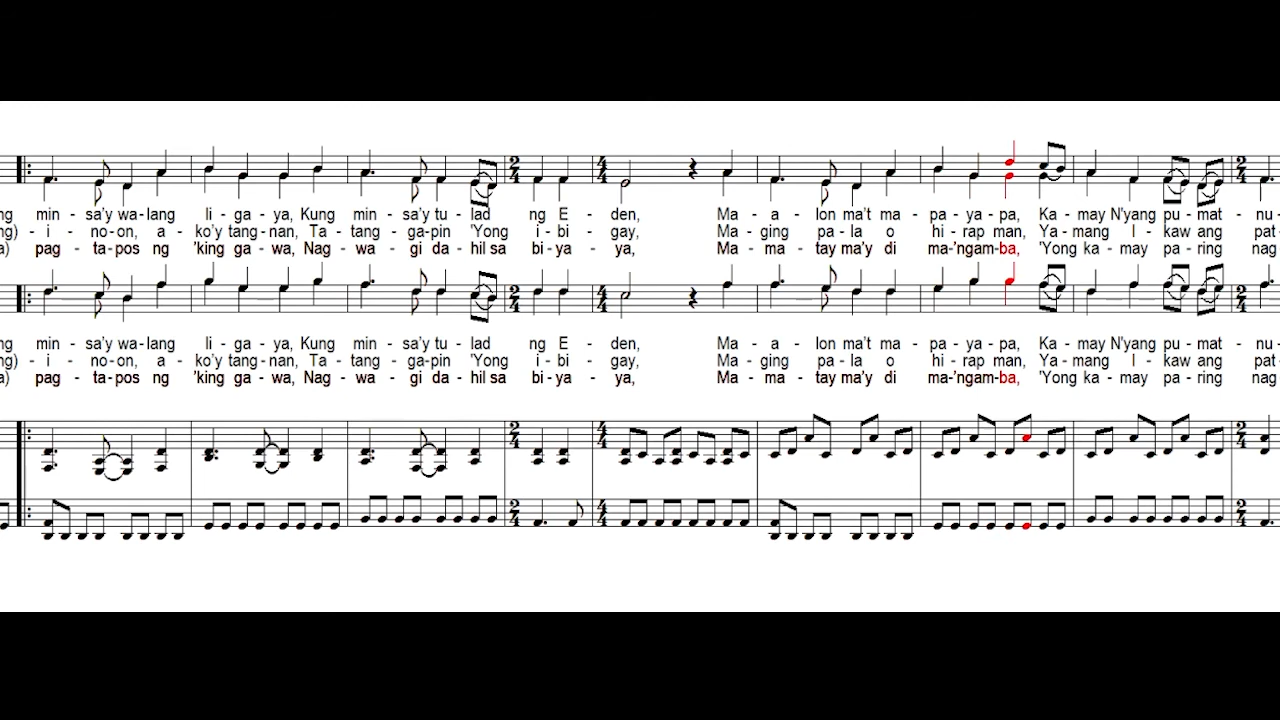 ng min - sa'y wa - lang li - ga - ya, Kung min - sa'y tu - lad ng E - den, Ma - a - lon ma't ma - pa - ya - pa, Ka - may N'yang pu - mat - nu -
ng) - i - no - on, a - ko'y tang - nan, Ta - tang - ga - pin 'Yong i - bi - gay, Ma - ging pa - la o hi - rap man, Ya - mang I - kaw ang pat -
a) pag - ta - pos ng 'king ga - wa, Nag - wa - gi da - hil sa bi - ya - ya, Ma - ma - tay ma'y di ma - 'ngam - ba, 'Yong ka - may pa - ring nag
ng min - sa'y wa - lang li - ga - ya, Kung min - sa'y tu - lad ng E - den, Ma - a - lon ma't ma - pa - ya - pa, Ka - may N'yang pu - mat - nu -
ng) - i - no - on, a - ko'y tang - nan, Ta - tang - ga - pin 'Yong i - bi - gay, Ma - ging pa - la o hi - rap man, Ya - mang I - kaw ang pat -
a) pag - ta - pos ng 'king ga - wa, Nag - wa - gi da - hil sa bi - ya - ya, Ma - ma - tay ma'y di ma - 'ngam - ba, 'Yong ka - may pa - ring nag